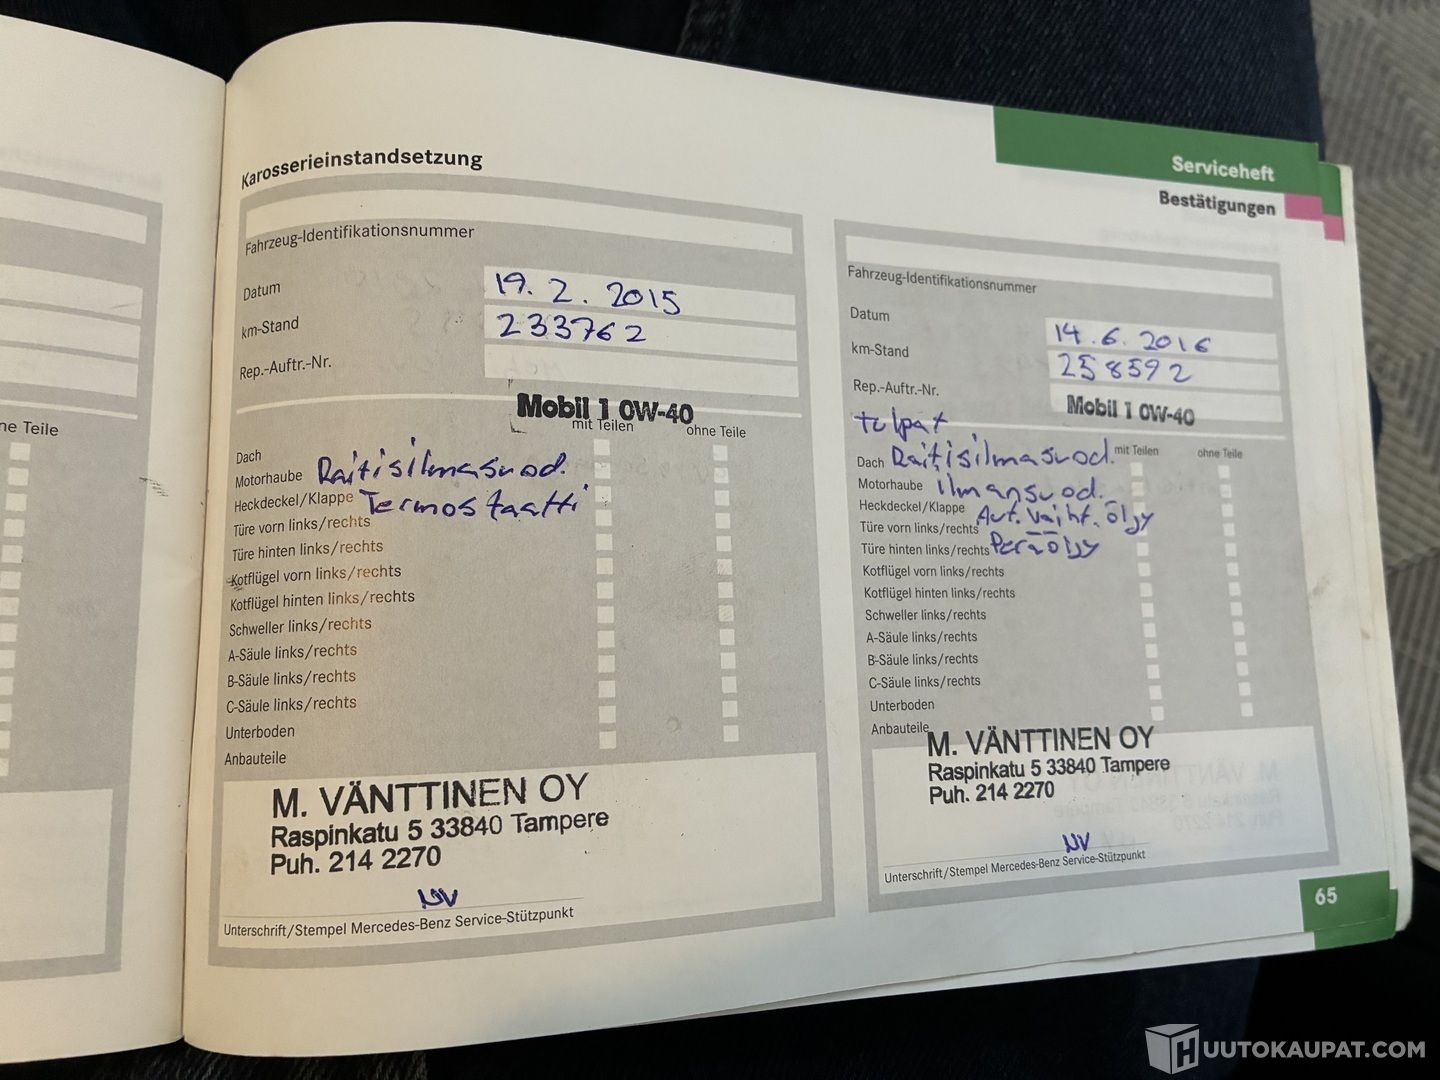 Karosserieinstandsetzung
Fahrzeug-Identifikationsnummer
Datum 19.2.2015
km-Stand 233762
Rep.-Auftr.-Nr.
Mobil 1 0W-40
mit Teilen ohne Teile
Dach
Motorhaube Raitisilmasuod.
Heckdeckel/Klappe Termostaatti
Türe vorn links/rechts
Türe hinten links/rechts
Kotflügel vorn links/rechts
Kotflügel hinten links/rechts
Schweller links/rechts
A-Säule links/rechts
B-Säule links/rechts
C-Säule links/rechts
Unterboden
Anbauteile
M. VÄNTTINEN OY
Raspinkatu 5 33840 Tampere
Puh. 214 2270
Unterschrift/Stempel Mercedes-Benz Service-Stützpunkt
Serviceheft
Bestätigungen
Fahrzeug-Identifikationsnummer
Datum 14.6.2016
km-Stand 258592
Rep.-Auftr.-Nr.
Mobil 1 0W-40
tulpat
mit Teilen ohne Teile
Dach Raitisilmasuod.
Motorhaube ilmansuod.
Heckdeckel/Klappe Aut.vaiht.öljy
Türe vorn links/rechts
Türe hinten links/rechts Peräöljy
Kotflügel vorn links/rechts
Kotflügel hinten links/rechts
Schweller links/rechts
A-Säule links/rechts
B-Säule links/rechts
C-Säule links/rechts
Unterboden
Anbauteile
M. VÄNTTINEN OY
Raspinkatu 5 33840 Tampere
Puh. 214 2270
Unterschrift/Stempel Mercedes-Benz Service-Stützpunkt
65
ne Teile
HUUTOKAUPAT.COM